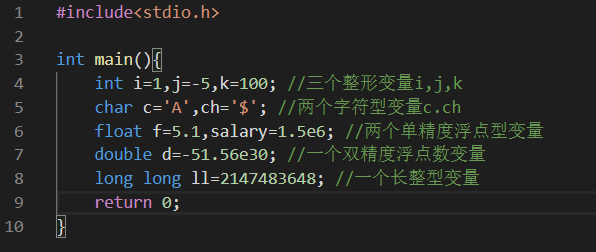 1 #include<stdio.h>
2
3 int main(){
4     int i=1,j=-5,k=100; //三个整形变量i,j,k
5     char c='A',ch='$'; //两个字符型变量c.ch
6     float f=5.1,salary=1.5e6; //两个单精度浮点型变量
7     double d=-51.56e30; //一个双精度浮点数变量
8     long long ll=2147483648; //一个长整型变量
9     return 0;
10 }